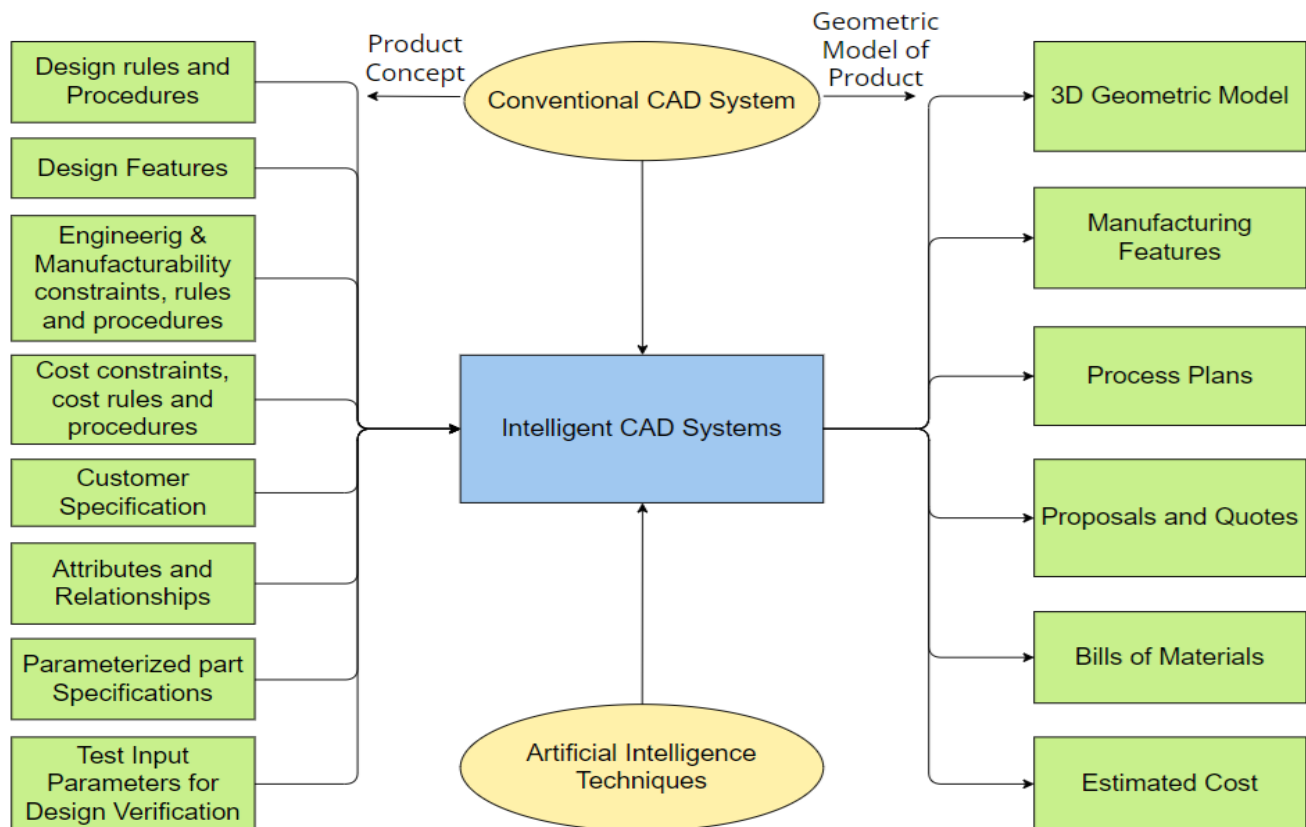 Design rules and
Procedures
Design Features
Engineerig &
Manufacturability
constraints, rules
and procedures
Cost constraints,
cost rules and
procedures
Customer
Specification
Attributes and
Relationships
Parameterized part
Specifications
Test Input
Parameters for
Design Verification
Product
Concept
Conventional CAD System
Geometric
Model of
Product
Intelligent CAD Systems
Artificial Intelligence
Techniques
3D Geometric Model
Manufacturing
Features
Process Plans
Proposals and Quotes
Bills of Materials
Estimated Cost